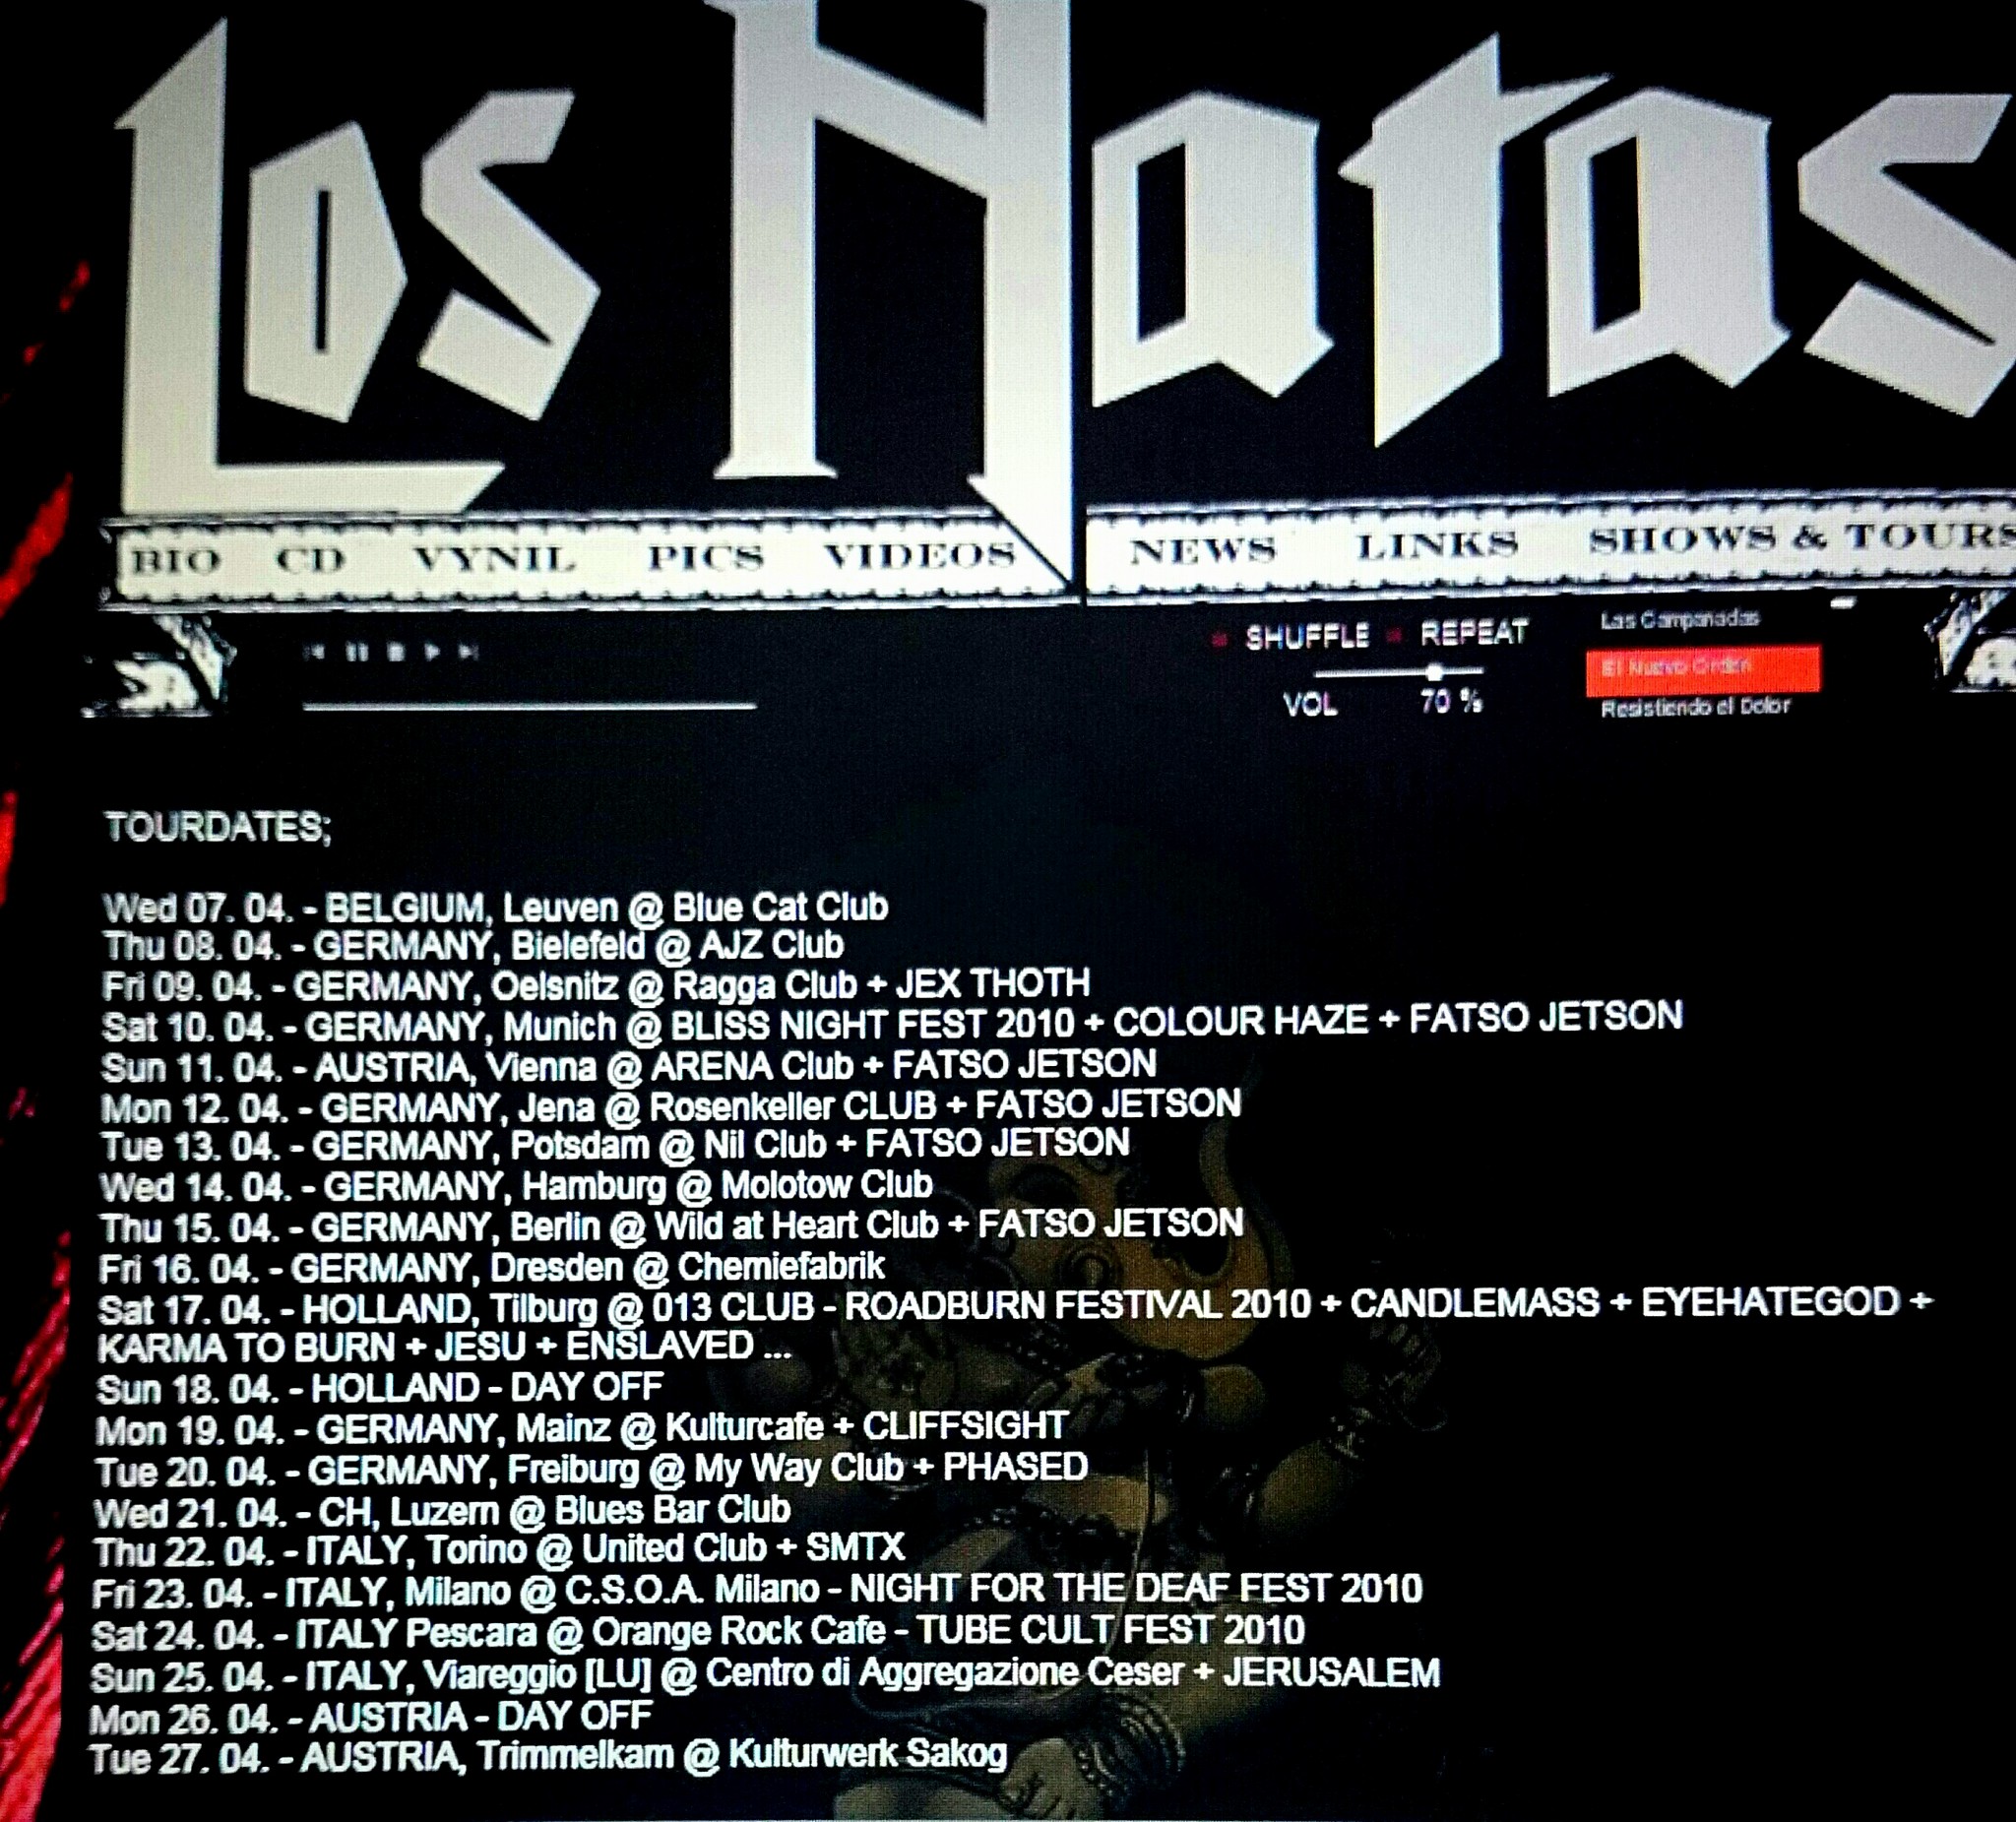 Los Natas
BIO CD VYNIL PICS VIDEOS NEWS LINKS SHOWS & TOURS
SHUFFLE REPEAT
VOL 70 %
Las Campanadas
El Nuevo Orden
Resistiendo el Dolor
TOURDATES;
Wed 07. 04. - BELGIUM, Leuven @ Blue Cat Club
Thu 08. 04. - GERMANY, Bielefeld @ AJZ Club
Fri 09. 04. - GERMANY, Oelsnitz @ Ragga Club + JEX THOTH
Sat 10. 04. - GERMANY, Munich @ BLISS NIGHT FEST 2010 + COLOUR HAZE + FATSO JETSON
Sun 11. 04. - AUSTRIA, Vienna @ ARENA Club + FATSO JETSON
Mon 12. 04. - GERMANY, Jena @ Rosenkeller CLUB + FATSO JETSON
Tue 13. 04. - GERMANY, Potsdam @ Nil Club + FATSO JETSON
Wed 14. 04. - GERMANY, Hamburg @ Molotow Club
Thu 15. 04. - GERMANY, Berlin @ Wild at Heart Club + FATSO JETSON
Fri 16. 04. - GERMANY, Dresden @ Chemiefabrik
Sat 17. 04. - HOLLAND, Tilburg @ 013 CLUB - ROADBURN FESTIVAL 2010 + CANDLEMASS + EYEHATEGOD +
KARMA TO BURN + JESU + ENSLAVED ...
Sun 18. 04. - HOLLAND - DAY OFF
Mon 19. 04. - GERMANY, Mainz @ Kulturcafe + CLIFFSIGHT
Tue 20. 04. - GERMANY, Freiburg @ My Way Club + PHASED
Wed 21. 04. - CH, Luzern @ Blues Bar Club
Thu 22. 04. - ITALY, Torino @ United Club + SMTX
Fri 23. 04. - ITALY, Milano @ C.S.O.A. Milano - NIGHT FOR THE DEAF FEST 2010
Sat 24. 04. - ITALY Pescara @ Orange Rock Cafe - TUBE CULT FEST 2010
Sun 25. 04. - ITALY, Viareggio [LU] @ Centro di Aggregazione Ceser + JERUSALEM
Mon 26. 04. - AUSTRIA - DAY OFF
Tue 27. 04. - AUSTRIA, Trimmelkam @ Kulturwerk Sakog